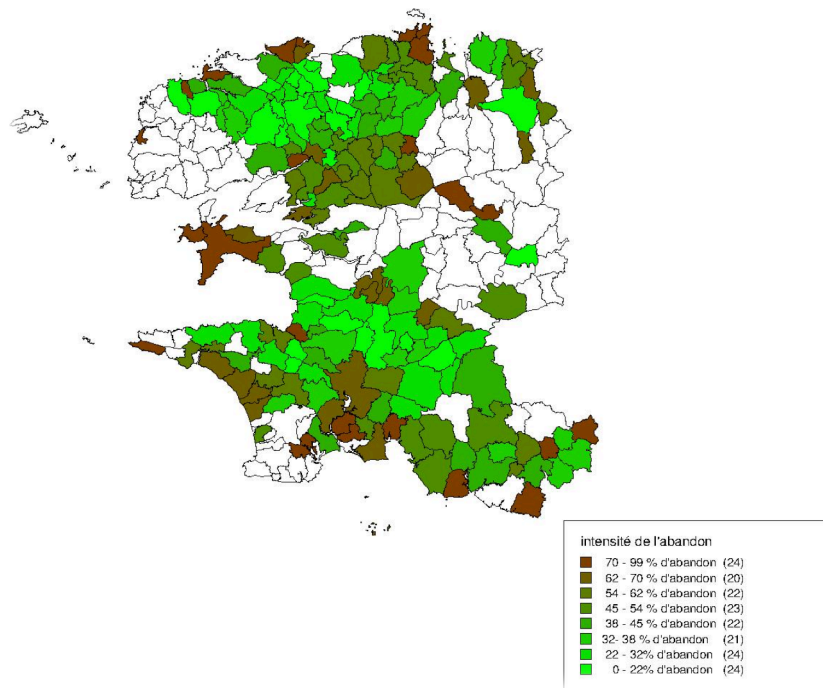 intensité de l'abandon
70 - 99 % d'abandon (24)
62 - 70 % d'abandon (20)
54 - 62 % d'abandon (22)
45 - 54 % d'abandon (23)
38 - 45 % d'abandon (22)
32- 38 % d'abandon (21)
22 - 32% d'abandon (24)
0 - 22% d'abandon (24)